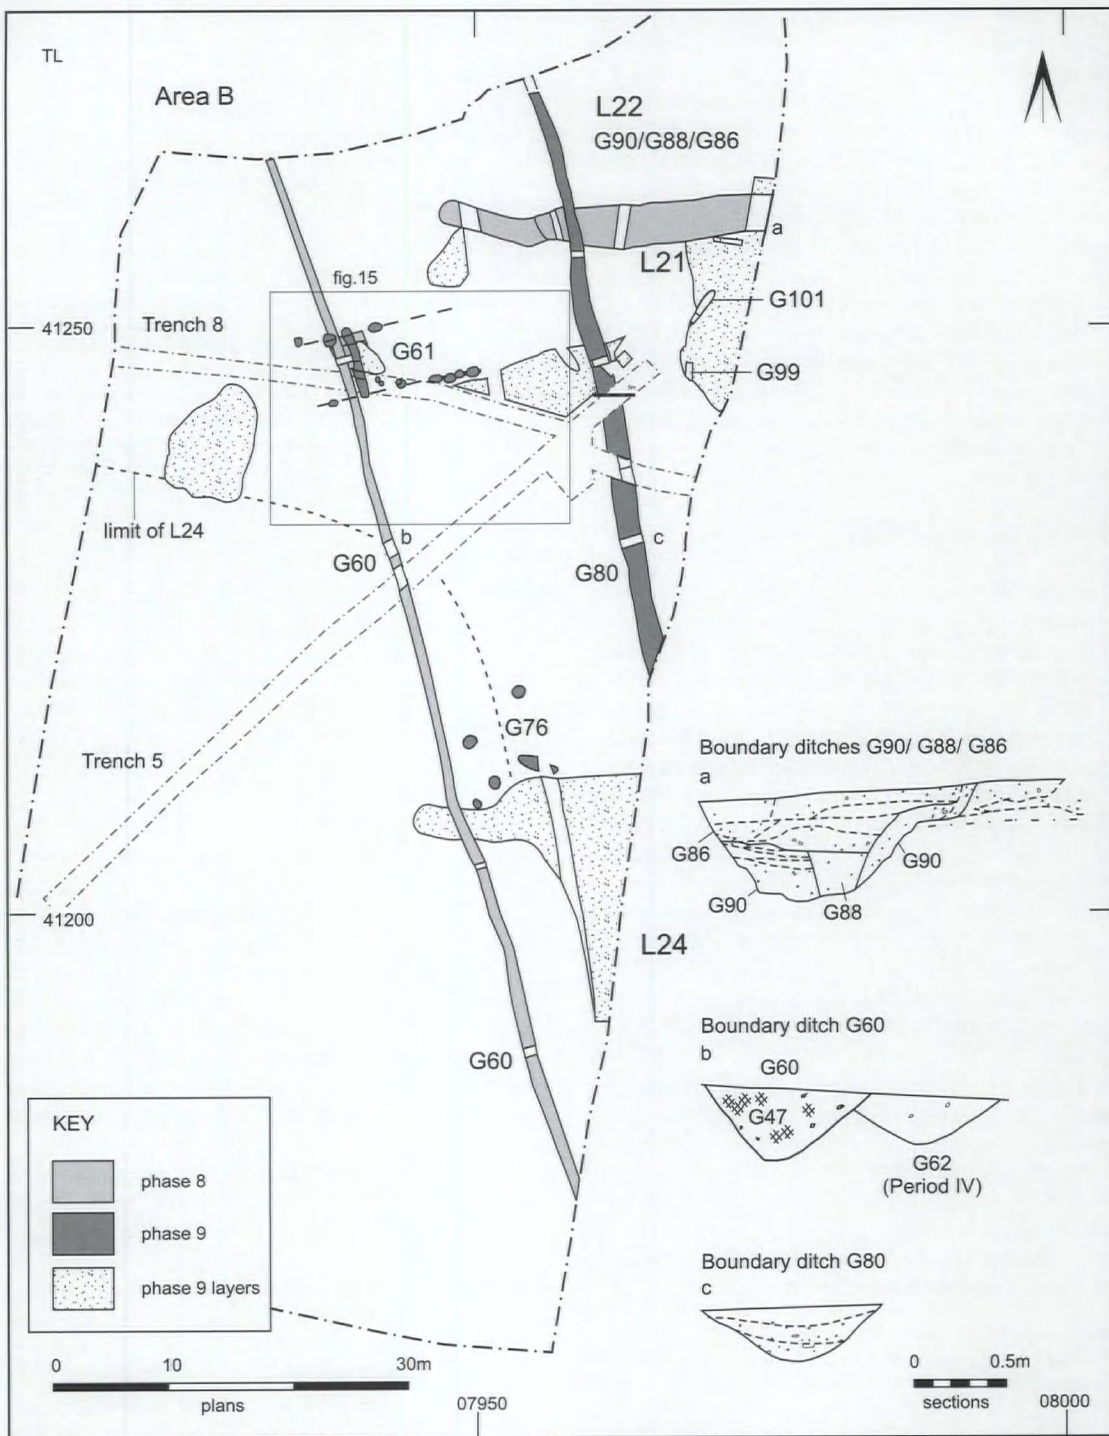 TL
Area B
L22
G90/G88/G86
a
L21
fig.15
G101
41250
Trench 8
G61
G99
limit of L24
b
G60
c
G80
G76
Trench 5
Boundary ditches G90/ G88/ G86
a
G86
G90
G90
G88
41200
L24
Boundary ditch G60
b
G60
G47
G62
(Period IV)
G60
KEY
phase 8
phase 9
phase 9 layers
Boundary ditch G80
c
0 10 30m
plans
0 0.5m
sections
07950
08000